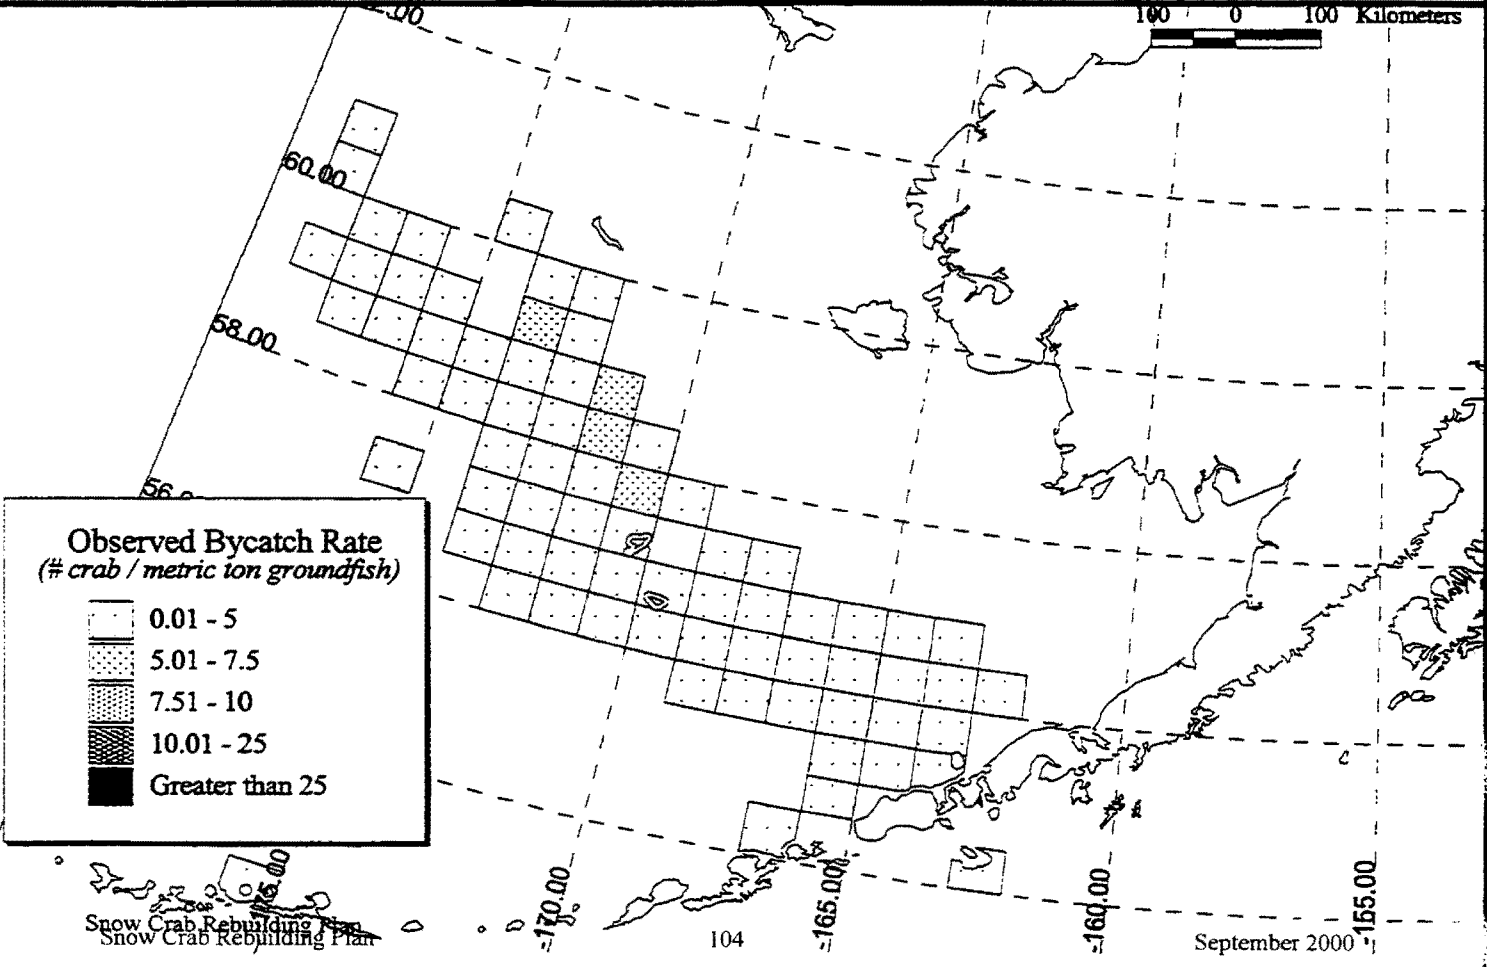 100 0 100 Kilometers
60.00
58.00
Observed Bycatch Rate
(# crab / metric ton groundfish)
0.01 - 5
5.01 - 7.5
7.51 - 10
10.01 - 25
Greater than 25
-170.00
-165.00
-160.00
-155.00
Snow Crab Rebuilding Plan
Snow Crab Rebuilding Plan
104
September 2000